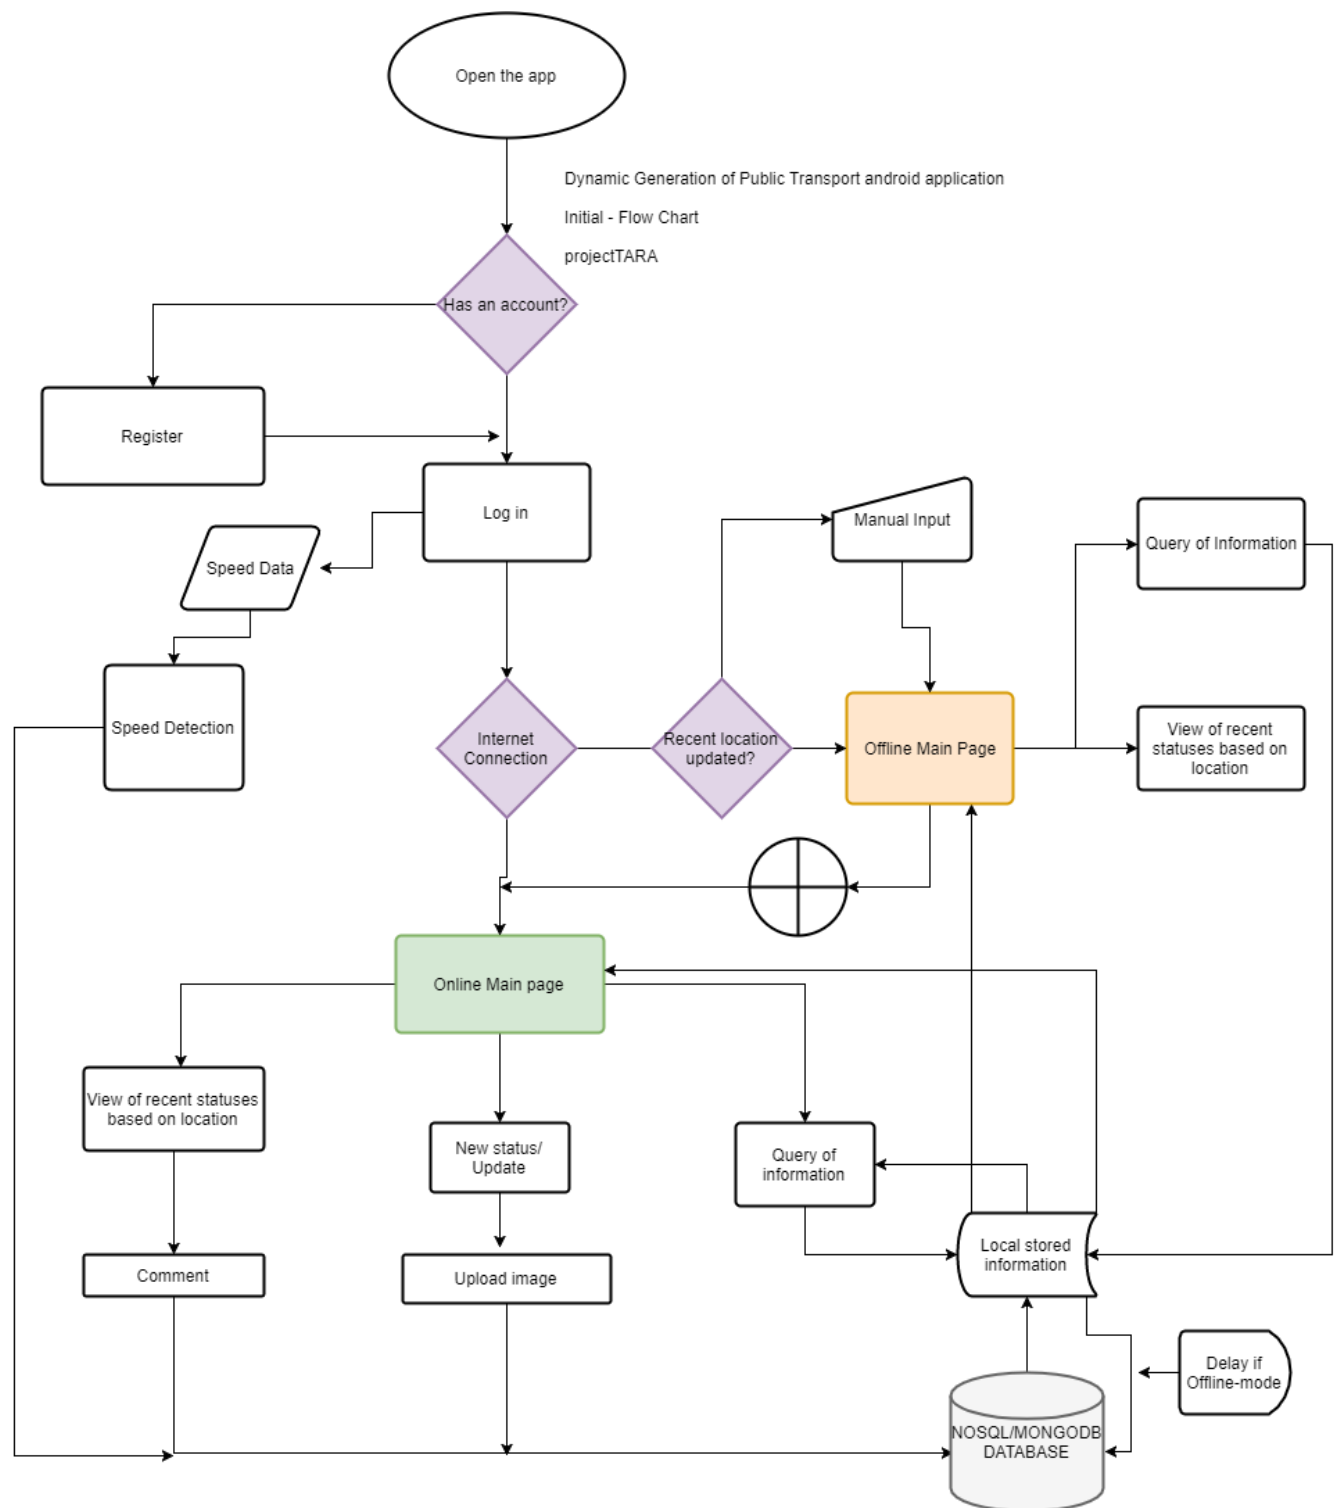 Open the app
Dynamic Generation of Public Transport android application
Initial - Flow Chart
projectTARA
Has an account?
Register
Log in
Manual Input
Query of Information
Speed Data
Speed Detection
Internet
Connection
Recent location
updated?
Offline Main Page
View of recent
statuses based on
location
Online Main page
View of recent statuses
based on location
New status/
Update
Query of
information
Comment
Upload image
Local stored
information
Delay if
Offline-mode
NOSQL/MONGODB
DATABASE